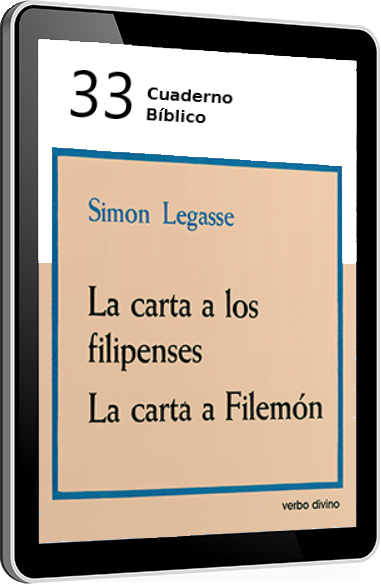 33
Cuaderno
Bíblico
Simon Legasse
La carta a los
filipenses
La carta a Filemón
verbo divino